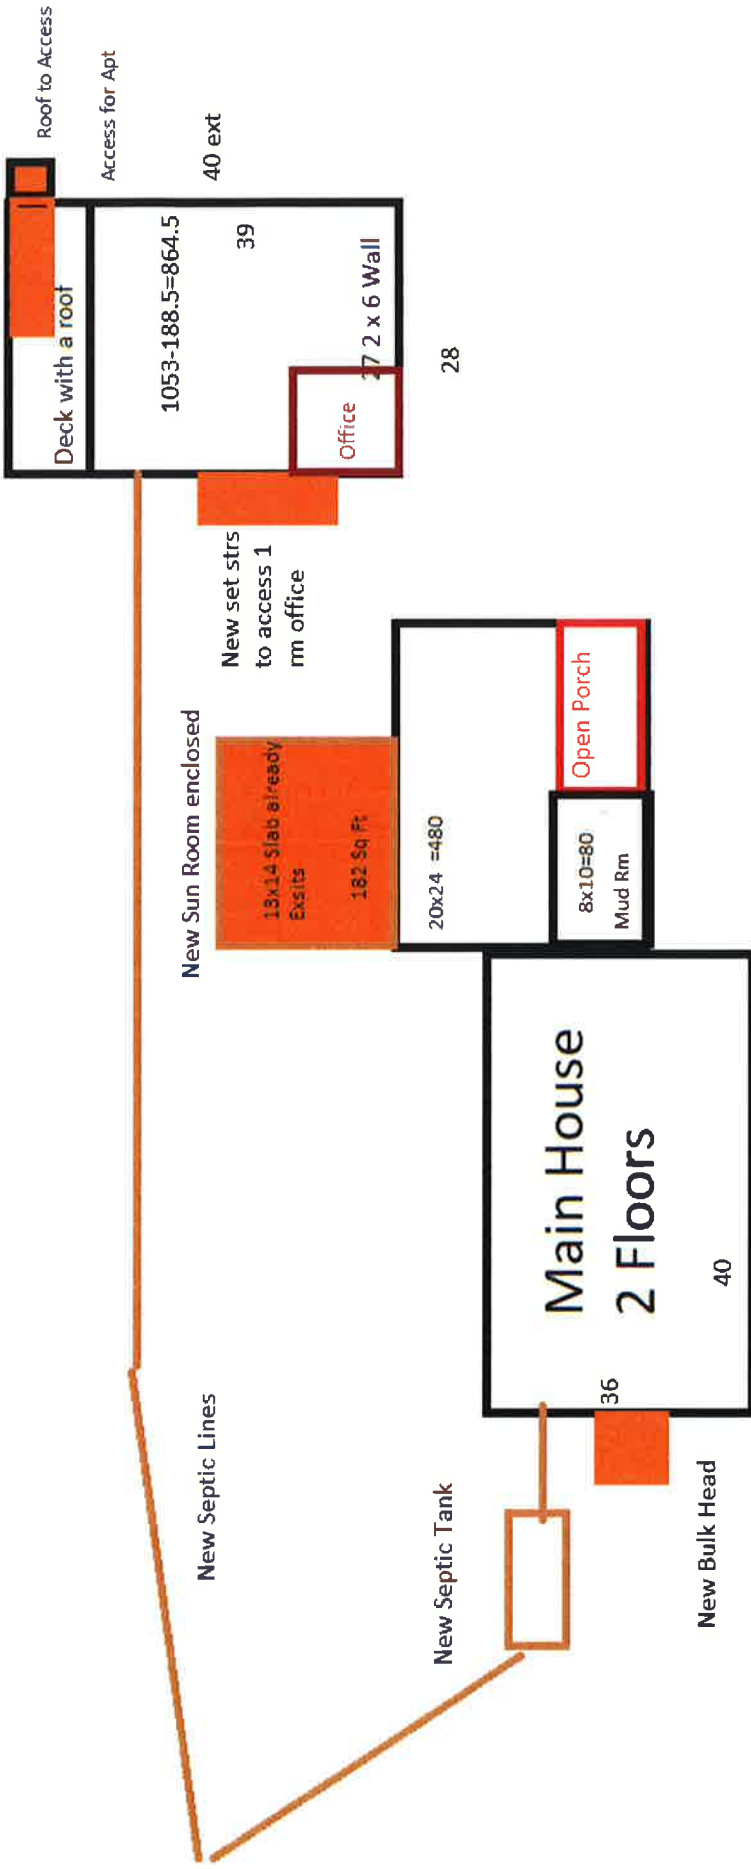 Roof to Access
Access for Apt
40 ext
Deck with a roof
1053-188.5=864.5
39
27 2 x 6 Wall
28
Office
New set strs
to access 1
rm office
New Sun Room enclosed
13x14 Slab already
Exsits
182 Sq Ft
20x24 =480
Open Porch
8x10=80
Mud Rm
Main House
2 Floors
40
36
New Septic Lines
New Septic Tank
New Bulk Head